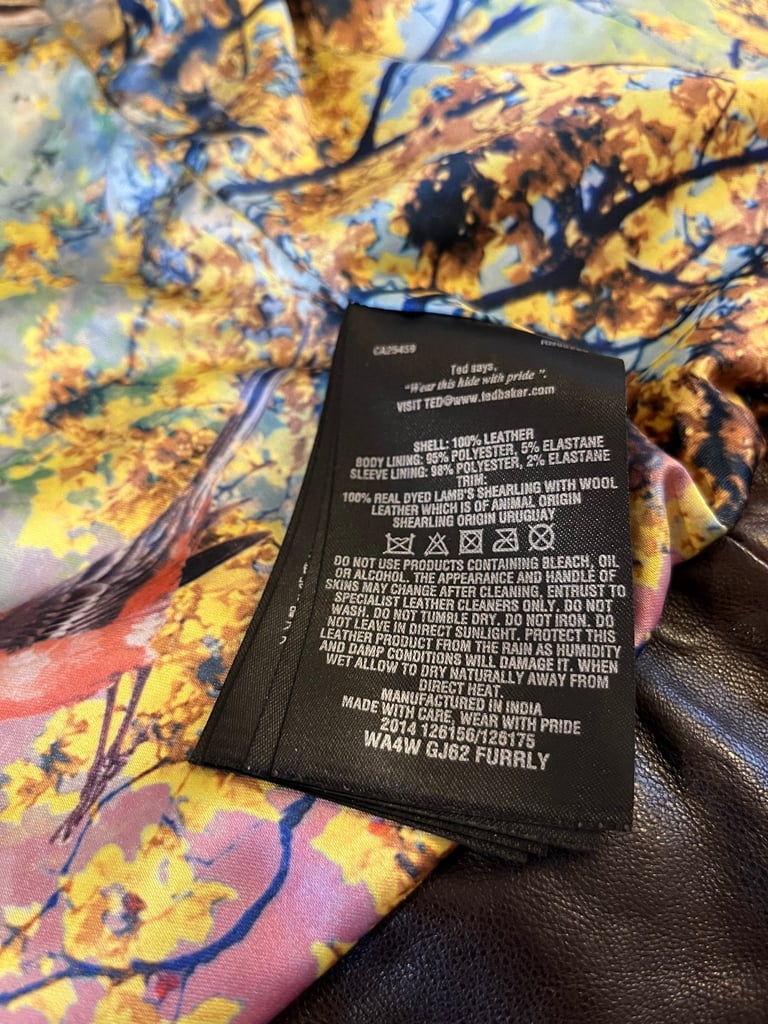 CA25459
Ted says,
"Wear this hide with pride ".
VISIT TED@www.tedbaker.com
SHELL: 100% LEATHER
BODY LINING: 95% POLYESTER, 5% ELASTANE
SLEEVE LINING: 98% POLYESTER, 2% ELASTANE
TRIM:
100% REAL DYED LAMB'S SHEARLING WITH WOOL
LEATHER WHICH IS OF ANIMAL ORIGIN
SHEARLING ORIGIN URUGUAY
DO NOT USE PRODUCTS CONTAINING BLEACH, OIL
OR ALCOHOL. THE APPEARANCE AND HANDLE OF
SKINS MAY CHANGE AFTER CLEANING. ENTRUST TO
SPECIALIST LEATHER CLEANERS ONLY. DO NOT
WASH. DO NOT TUMBLE DRY. DO NOT IRON. DO
NOT LEAVE IN DIRECT SUNLIGHT. PROTECT THIS
LEATHER PRODUCT FROM THE RAIN AS HUMIDITY
AND DAMP CONDITIONS WILL DAMAGE IT. WHEN
WET ALLOW TO DRY NATURALLY AWAY FROM
DIRECT HEAT.
MANUFACTURED IN INDIA
MADE WITH CARE, WEAR WITH PRIDE
2014 126156/126175
WA4W GJ62 FURRLY